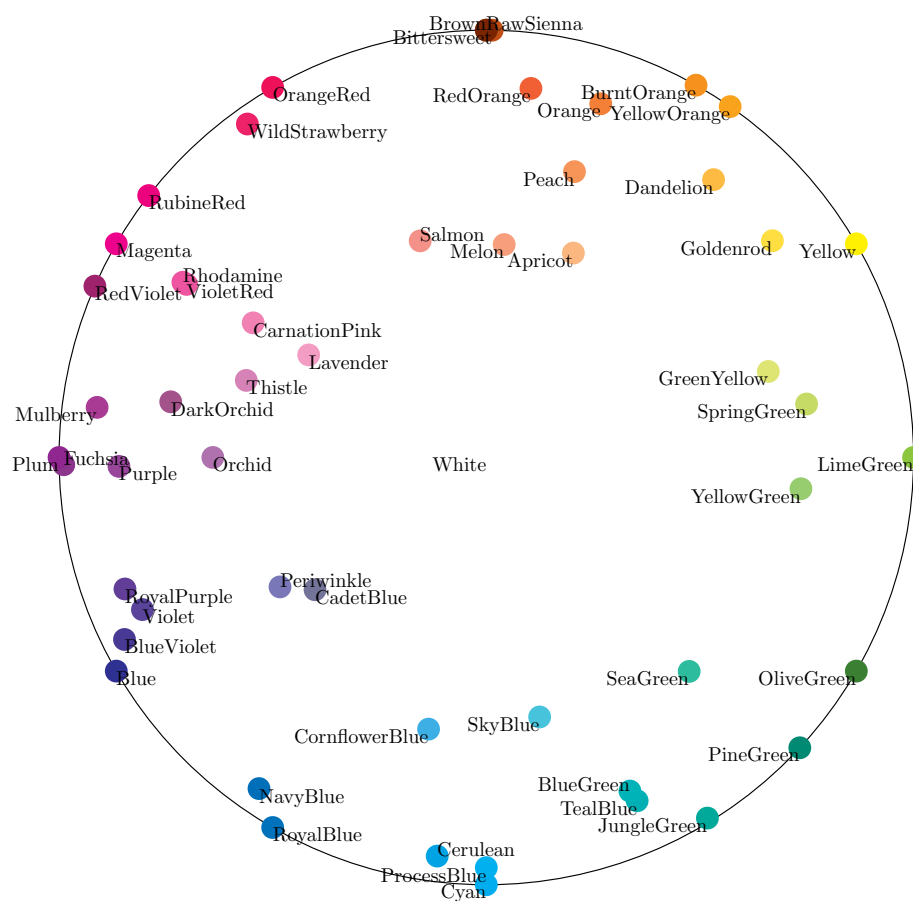 BrownRawSienna
Bittersweet
OrangeRed
RedOrange
BurntOrange
Orange
YellowOrange
WildStrawberry
Peach
Dandelion
RubineRed
Salmon
Magenta
Melon
Apricot
Goldenrod
Yellow
Rhodamine
RedViolet
VioletRed
CarnationPink
Lavender
GreenYellow
Thistle
Mulberry
DarkOrchid
SpringGreen
Plum
Fuchsia
Purple
Orchid
White
LimeGreen
YellowGreen
Periwinkle
RoyalPurple
CadetBlue
Violet
BlueViolet
Blue
SeaGreen
OliveGreen
CornflowerBlue
SkyBlue
PineGreen
NavyBlue
BlueGreen
TealBlue
JungleGreen
RoyalBlue
Cerulean
ProcessBlue
Cyan